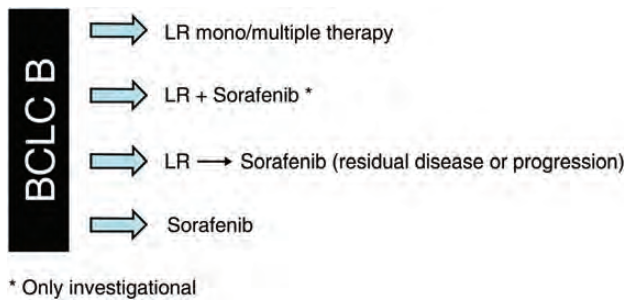 BCLC B
LR mono/multiple therapy
LR + Sorafenib *
LR → Sorafenib (residual disease or progression)
Sorafenib
* Only investigational